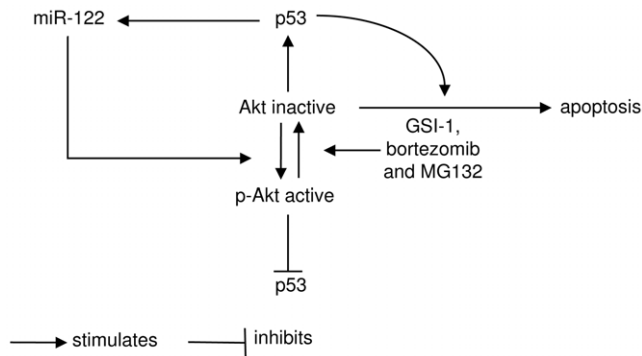 miR-122
p53
Akt inactive
apoptosis
GSI-1,
bortezomib
and MG132
p-Akt active
p53
stimulates
inhibits